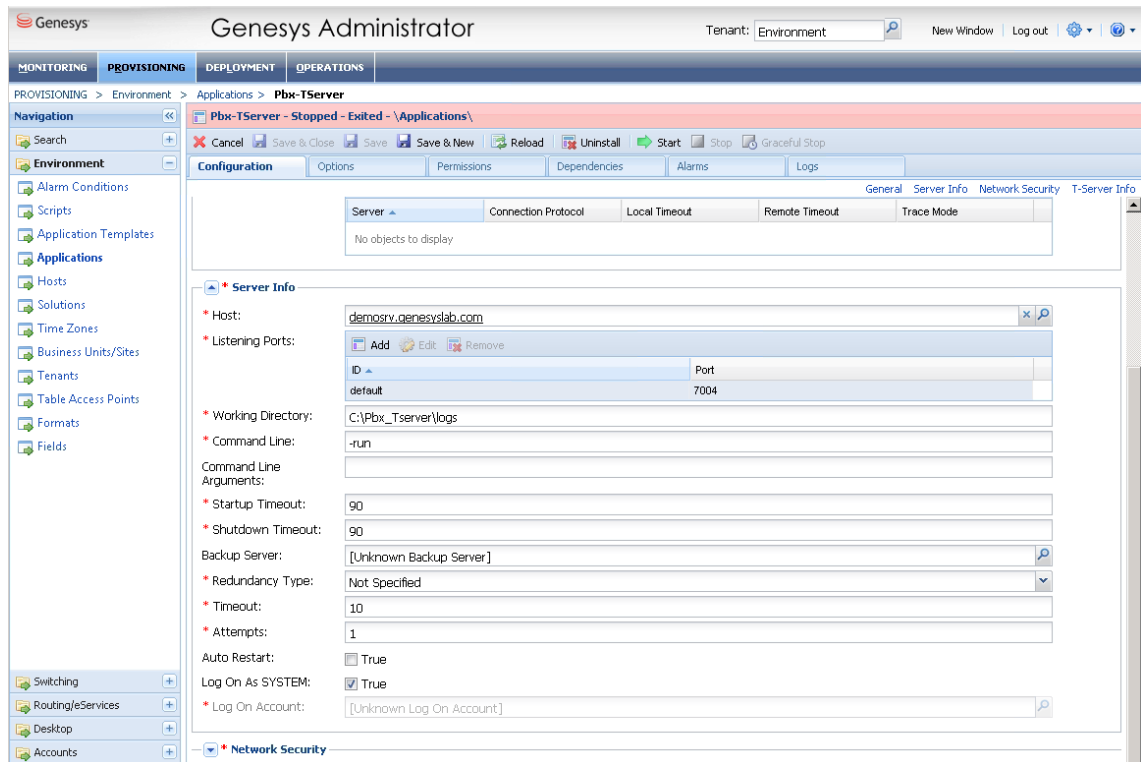 Genesys
Genesys Administrator
Tenant: Environment
New Window Log out
MONITORING PROVISIONING DEPLOYMENT OPERATIONS
PROVISIONING > Environment > Applications > Pbx-TServer
Navigation
Pbx-TServer - Stopped - Exited - \Applications\
Search
Cancel Save & Close Save Save & New Reload Uninstall Start Stop Graceful Stop
Environment
Configuration Options Permissions Dependencies Alarms Logs
Alarm Conditions
General Server Info Network Security T-Server Info
Scripts
Server Connection Protocol Local Timeout Remote Timeout Trace Mode
Application Templates
No objects to display
Applications
Hosts
* Server Info
Solutions
* Host: demosrv.genesyslab.com
Time Zones
* Listening Ports: Add Edit Remove
Business Units/Sites
ID Port
Tenants
default 7004
Table Access Points
* Working Directory: C:\Pbx_Tserver\logs
Formats
* Command Line: -run
Fields
Command Line
Arguments:
* Startup Timeout: 90
* Shutdown Timeout: 90
Backup Server: [Unknown Backup Server]
* Redundancy Type: Not Specified
* Timeout: 10
* Attempts: 1
Auto Restart: True
Switching
Log On As SYSTEM: True
Routing/eServices
* Log On Account: [Unknown Log On Account]
Desktop
Accounts
* Network Security